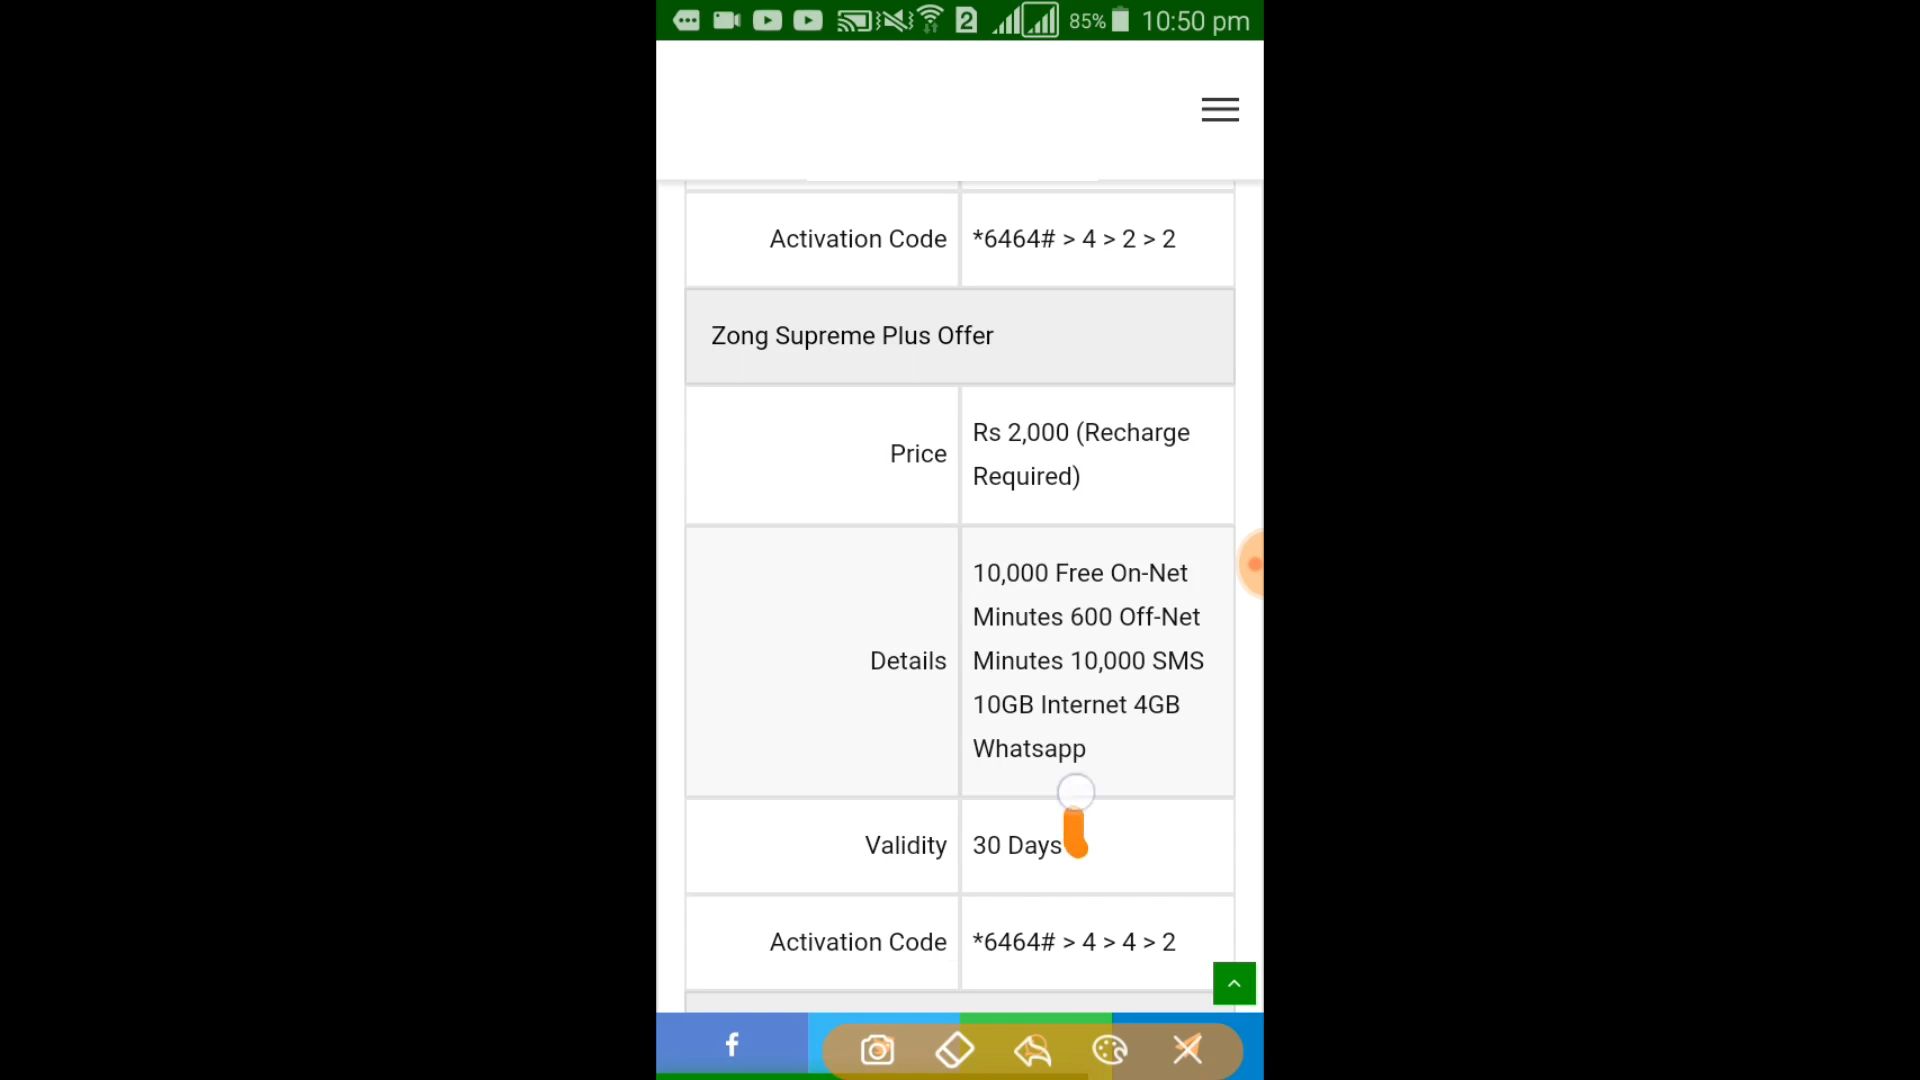 2 85% 10:50 pm
Activation Code *6464# > 4 > 2 > 2
Zong Supreme Plus Offer
Price Rs 2,000 (Recharge
Required)
Details 10,000 Free On-Net
Minutes 600 Off-Net
Minutes 10,000 SMS
10GB Internet 4GB
Whatsapp
Validity 30 Days
Activation Code *6464# > 4 > 4 > 2
f